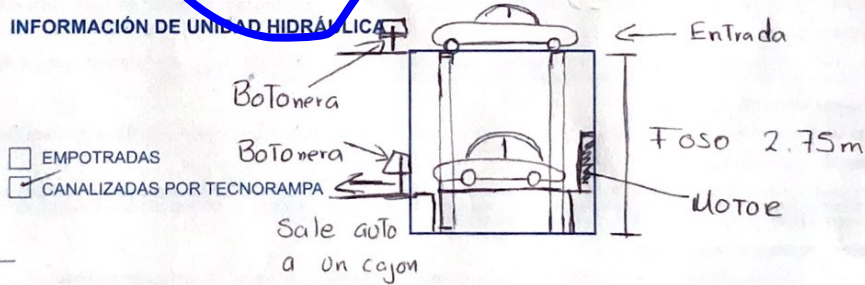 INFORMACIÓN DE UNIDAD HIDRÁULICA
Entrada
Botonera
Foso 2.75m
Botonera
EMPOTRADAS
CANALIZADAS POR TECNORAMPA
Motor
Sale auto
a un cajon